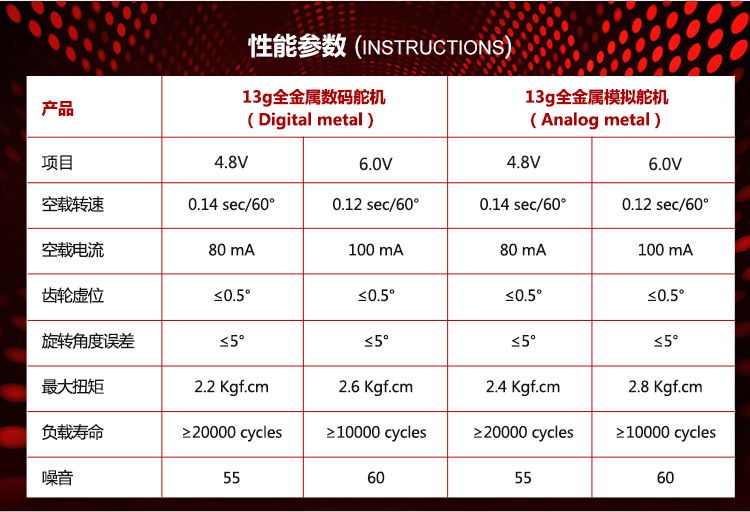 性能参数 (INSTRUCTIONS)
产品 13g全金属数码舵机 13g全金属模拟舵机
( Digital metal ) ( Analog metal )
项目 4.8V 6.0V 4.8V 6.0V
空载转速 0.14 sec/60° 0.12 sec/60° 0.14 sec/60° 0.12 sec/60°
空载电流 80 mA 100 mA 80 mA 100 mA
齿轮虚位 ≤0.5° ≤0.5° ≤0.5° ≤0.5°
旋转角度误差 ≤5° ≤5° ≤5° ≤5°
最大扭矩 2.2 Kgf.cm 2.6 Kgf.cm 2.4 Kgf.cm 2.8 Kgf.cm
负载寿命 ≥20000 cycles ≥10000 cycles ≥20000 cycles ≥10000 cycles
噪音 55 60 55 60